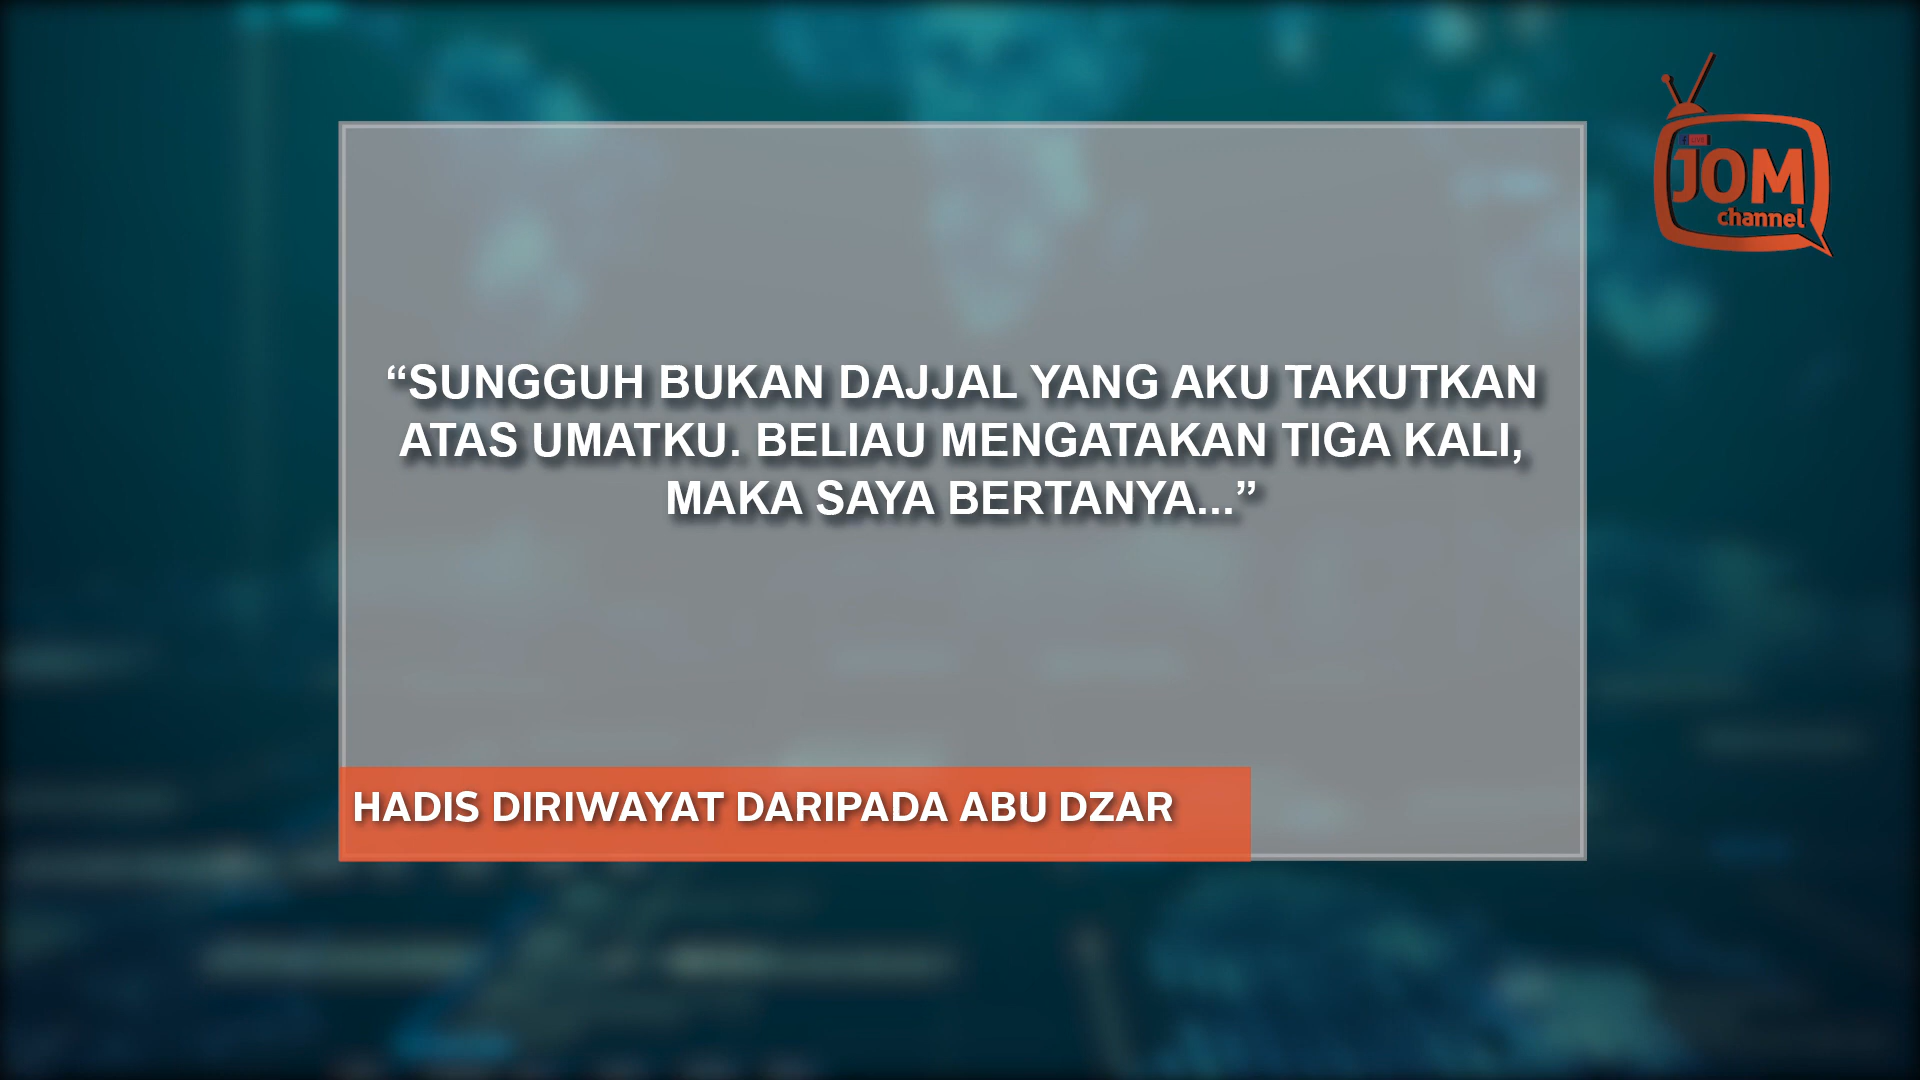 JOM
channel
“SUNGGUH BUKAN DAJJAL YANG AKU TAKUTKAN
ATAS UMATKU. BELIAU MENGATAKAN TIGA KALI,
MAKA SAYA BERTANYA...”
HADIS DIRIWAYAT DARIPADA ABU DZAR